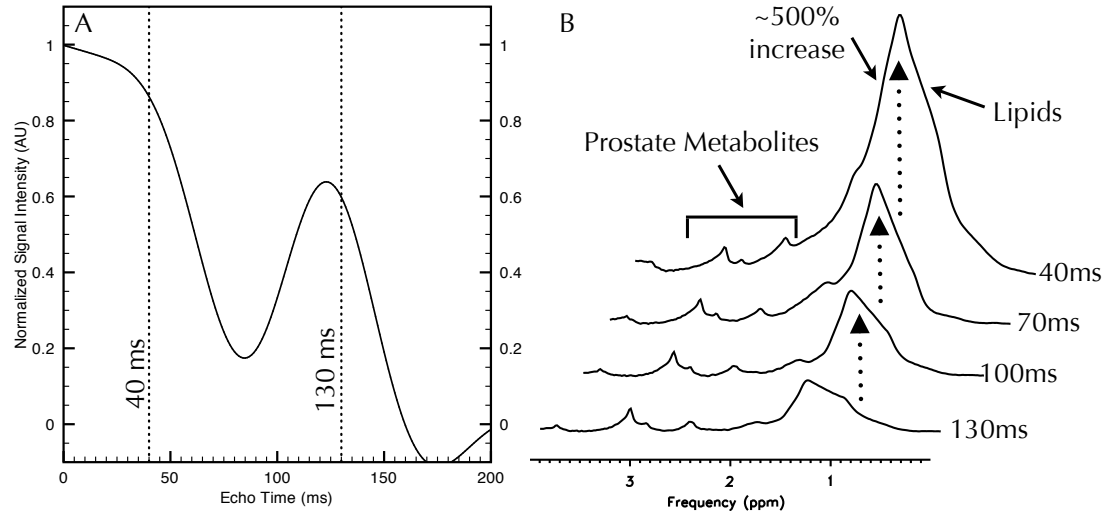 A
1
0.8
0.6
0.4
0.2
0
1
0.8
0.6
0.4
0.2
0
Normalized Signal Intensity (AU)
40 ms
130 ms
0
50
100
150
200
Echo Time (ms)
B
~500%
increase
Lipids
Prostate Metabolites
40ms
70ms
100ms
130ms
3
2
1
Frequency (ppm)